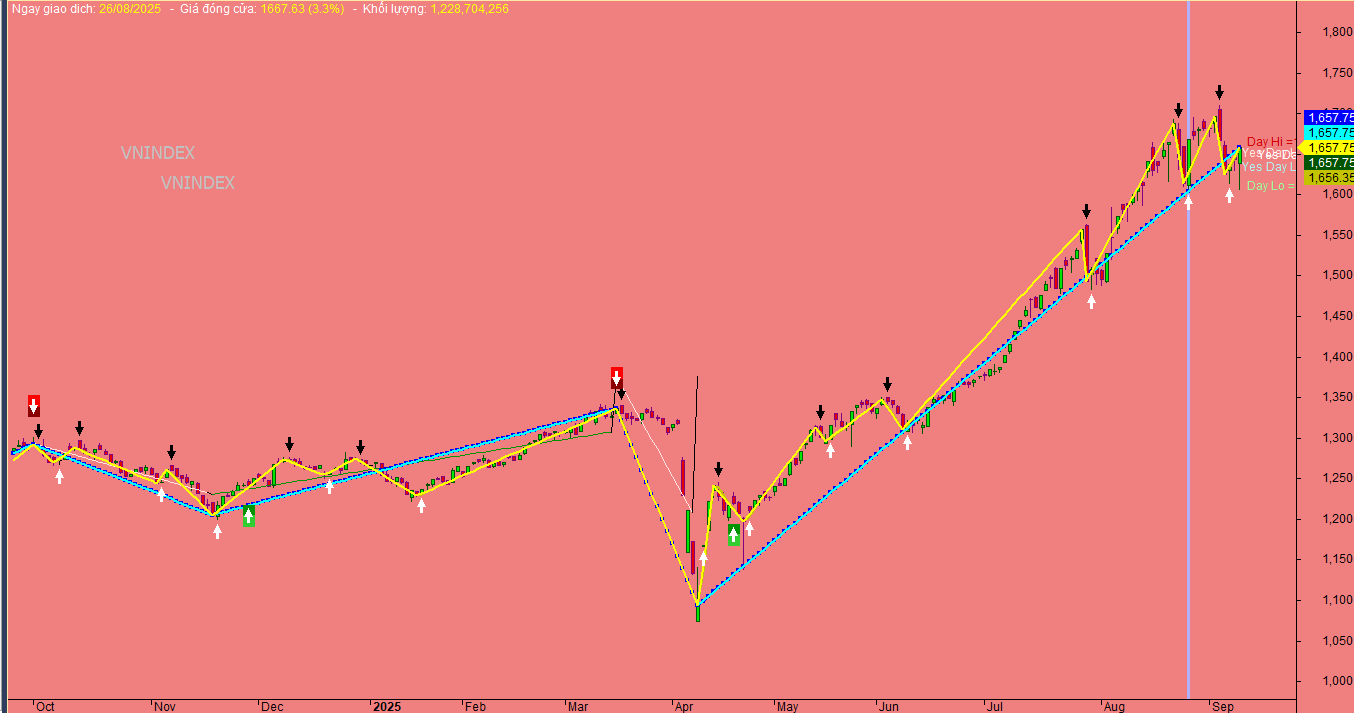 Ngay giao dich: 26/08/2025 - Giá đóng cửa: 1667.63 (3.3%) - Khối lượng: 1,228,704,256
1,800
1,750
VNINDEX
VNINDEX
1,657.75
1,657.75
1,657.75
1,657.75
1,656.35
Day Hi =
Yes Day L
Day Lo =
1,600
1,550
1,500
1,450
1,400
1,350
1,300
1,250
1,200
1,150
1,100
1,050
1,000
Oct Nov Dec 2025 Feb Mar Apr May Jun Jul Aug Sep